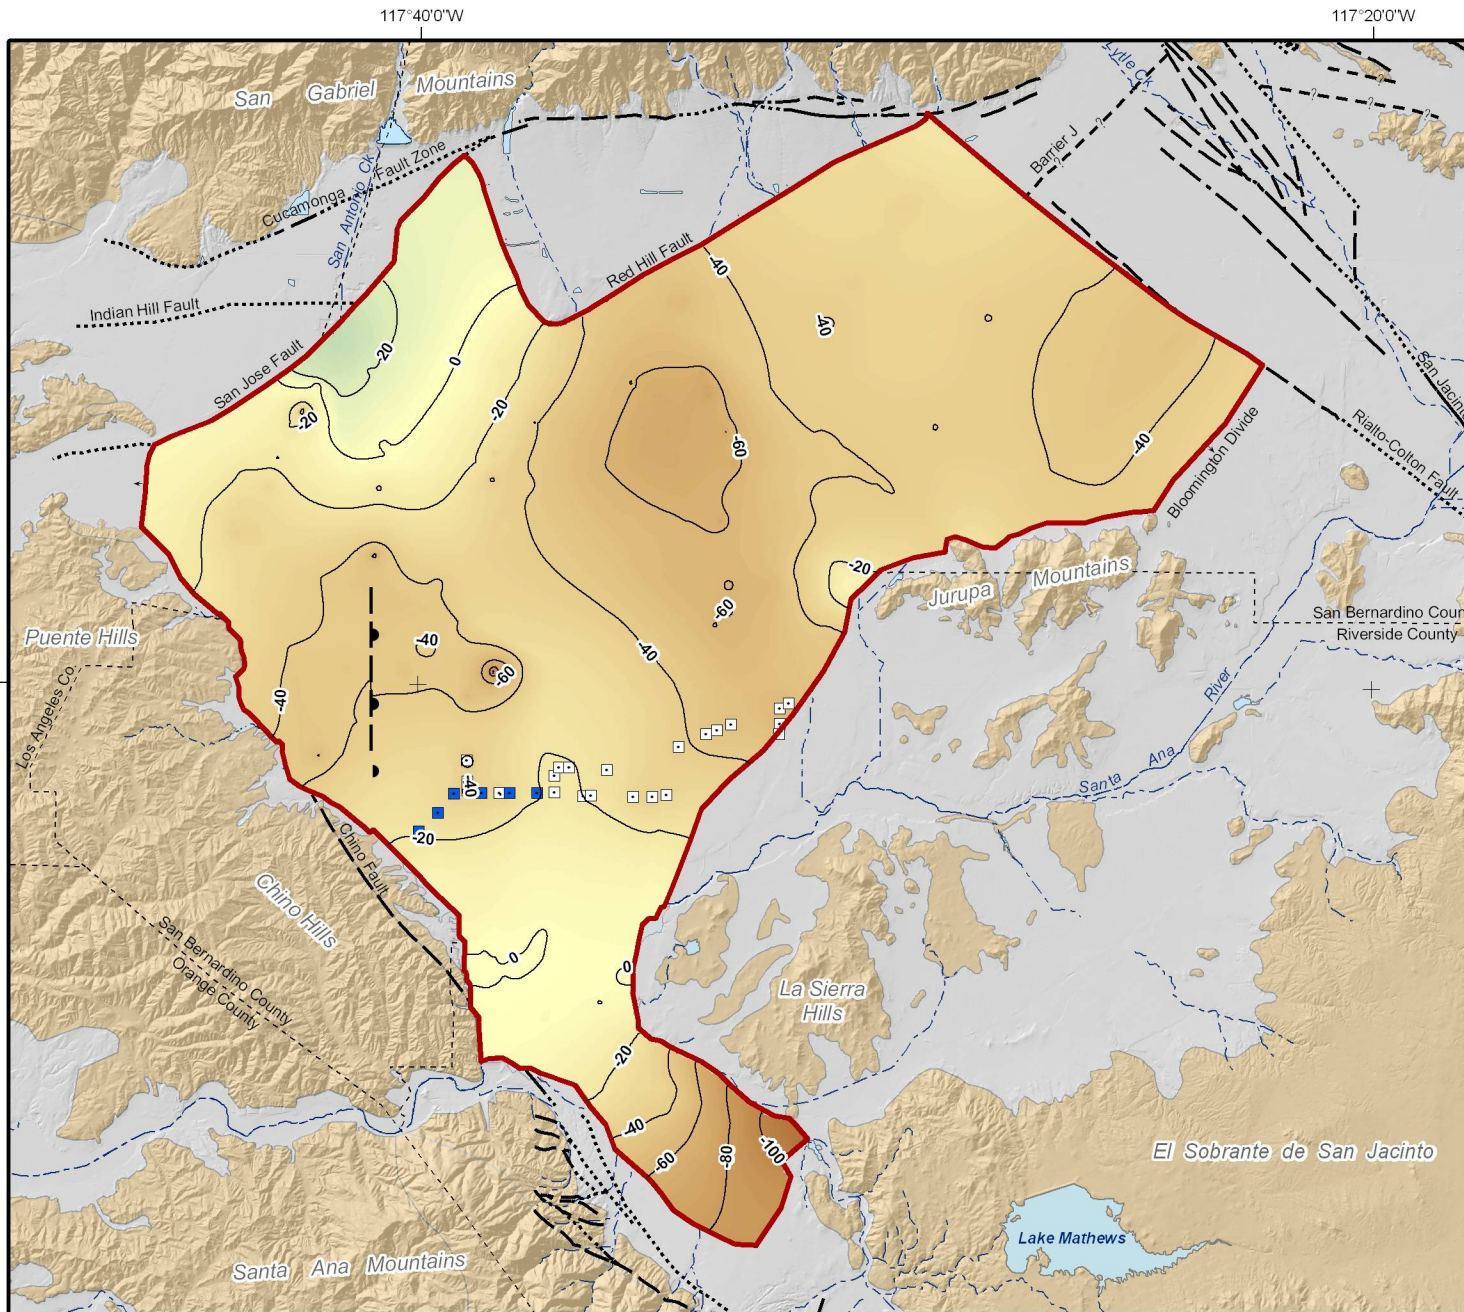 117°40'0"W
117°20'0"W
San Gabriel Mountains
Lytle Ck
Barrier J
?
?
?
?
?
Cucamonga Fault Zone
San Antonio Ck
Red Hill Fault
Indian Hill Fault
San Jose Fault
-40
-40
-20
0
-20
-20
-60
-40
San Jacinto
Rialto-Colton Fault
Bloomington Divide
-20
Jurupa Mountains
San Bernardino Coun
Riverside County
Puente Hills
-60
-40
-40
-60
-40
Los Angeles Co
River
Santa Ana
-40
-20
Chino Fault
Chino Hills
San Bernardino County
Orange County
0
0
La Sierra
Hills
-20
-40
-60
-80
-100
El Sobrante de San Jacinto
Lake Mathews
Santa Ana Mountains